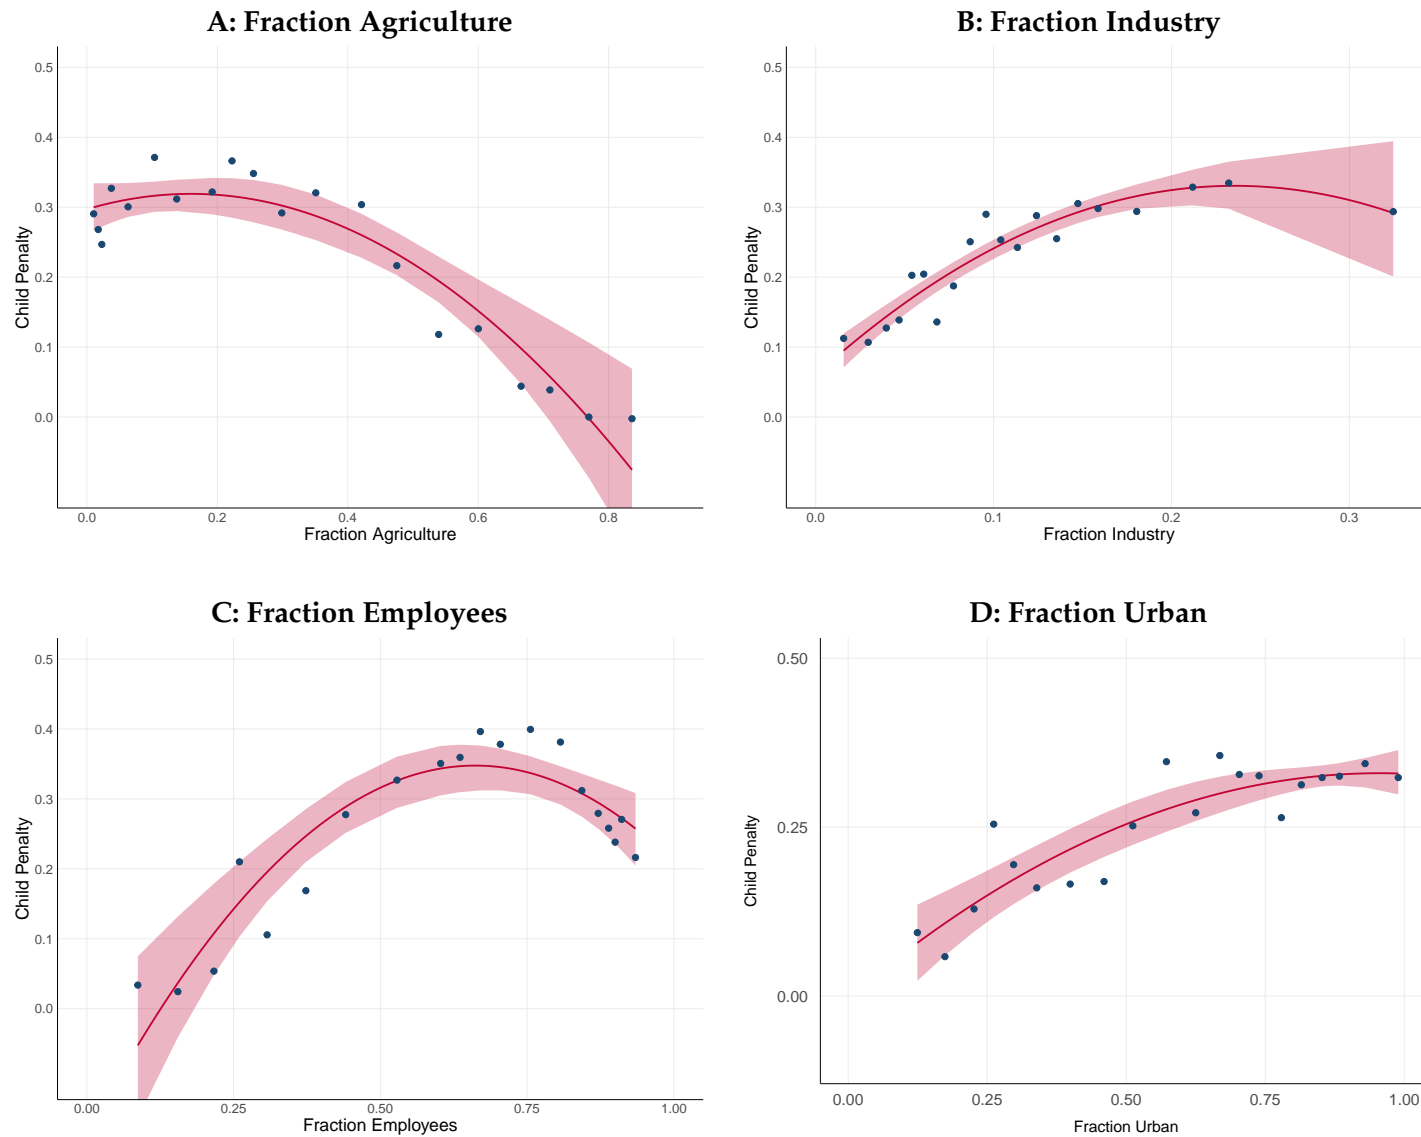 A: Fraction Agriculture
0.5
0.4
0.3
0.2
0.1
0.0
Child Penalty
0.0 0.2 0.4 0.6 0.8
Fraction Agriculture
B: Fraction Industry
0.5
0.4
0.3
0.2
0.1
0.0
Child Penalty
0.0 0.1 0.2 0.3
Fraction Industry
C: Fraction Employees
0.5
0.4
0.3
0.2
0.1
0.0
Child Penalty
0.00 0.25 0.50 0.75 1.00
Fraction Employees
D: Fraction Urban
0.50
0.25
0.00
Child Penalty
0.00 0.25 0.50 0.75 1.00
Fraction Urban